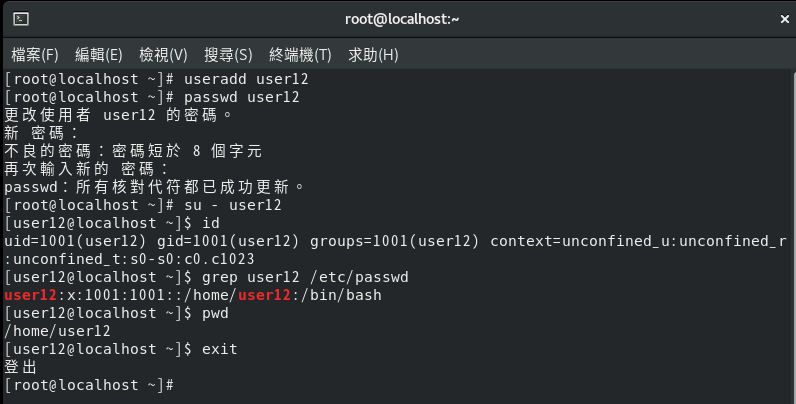 root@localhost:~
檔案(F) 編輯(E) 檢視(V) 搜尋(S) 終端機(T) 求助(H)
[root@localhost ~]# useradd user12
[root@localhost ~]# passwd user12
更改使用者 user12 的密碼。
新 密碼：
不良的密碼：密碼短於 8 個字元
再次輸入新的 密碼：
passwd：所有核對代符都已成功更新。
[root@localhost ~]# su - user12
[user12@localhost ~]$ id
uid=1001(user12) gid=1001(user12) groups=1001(user12) context=unconfined_u:unconfined_r
:unconfined_t:s0-s0:c0.c1023
[user12@localhost ~]$ grep user12 /etc/passwd
user12:x:1001:1001::/home/user12:/bin/bash
[user12@localhost ~]$ pwd
/home/user12
[user12@localhost ~]$ exit
登出
[root@localhost ~]#